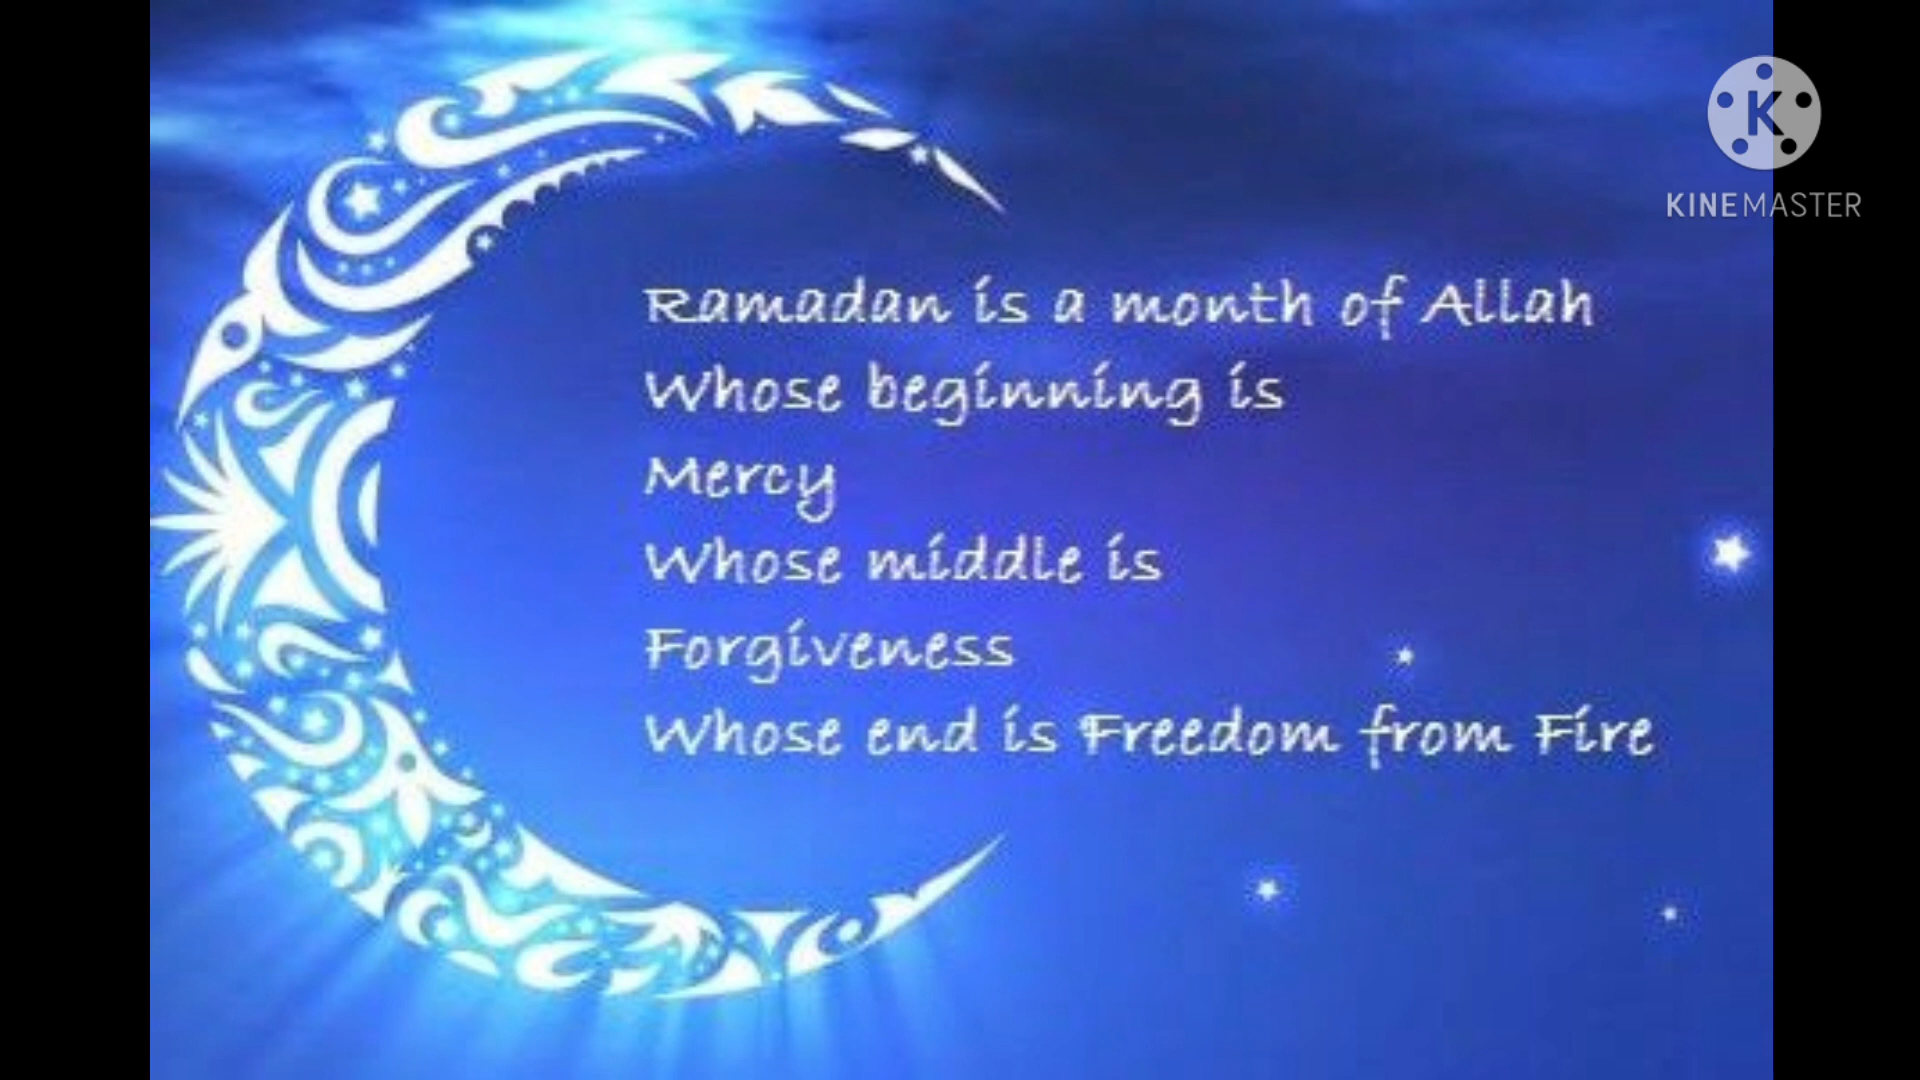 K
KINEMASTER
Ramadan is a month of Allah
Whose beginning is
Mercy
Whose middle is
Forgiveness
Whose end is Freedom from Fire